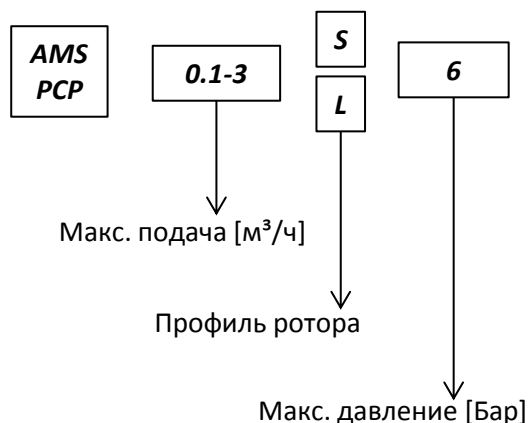 AMS
PCP
0.1-3
S
L
6
Макс. подача [м³/ч]
Профиль ротора
Макс. давление [Бар]